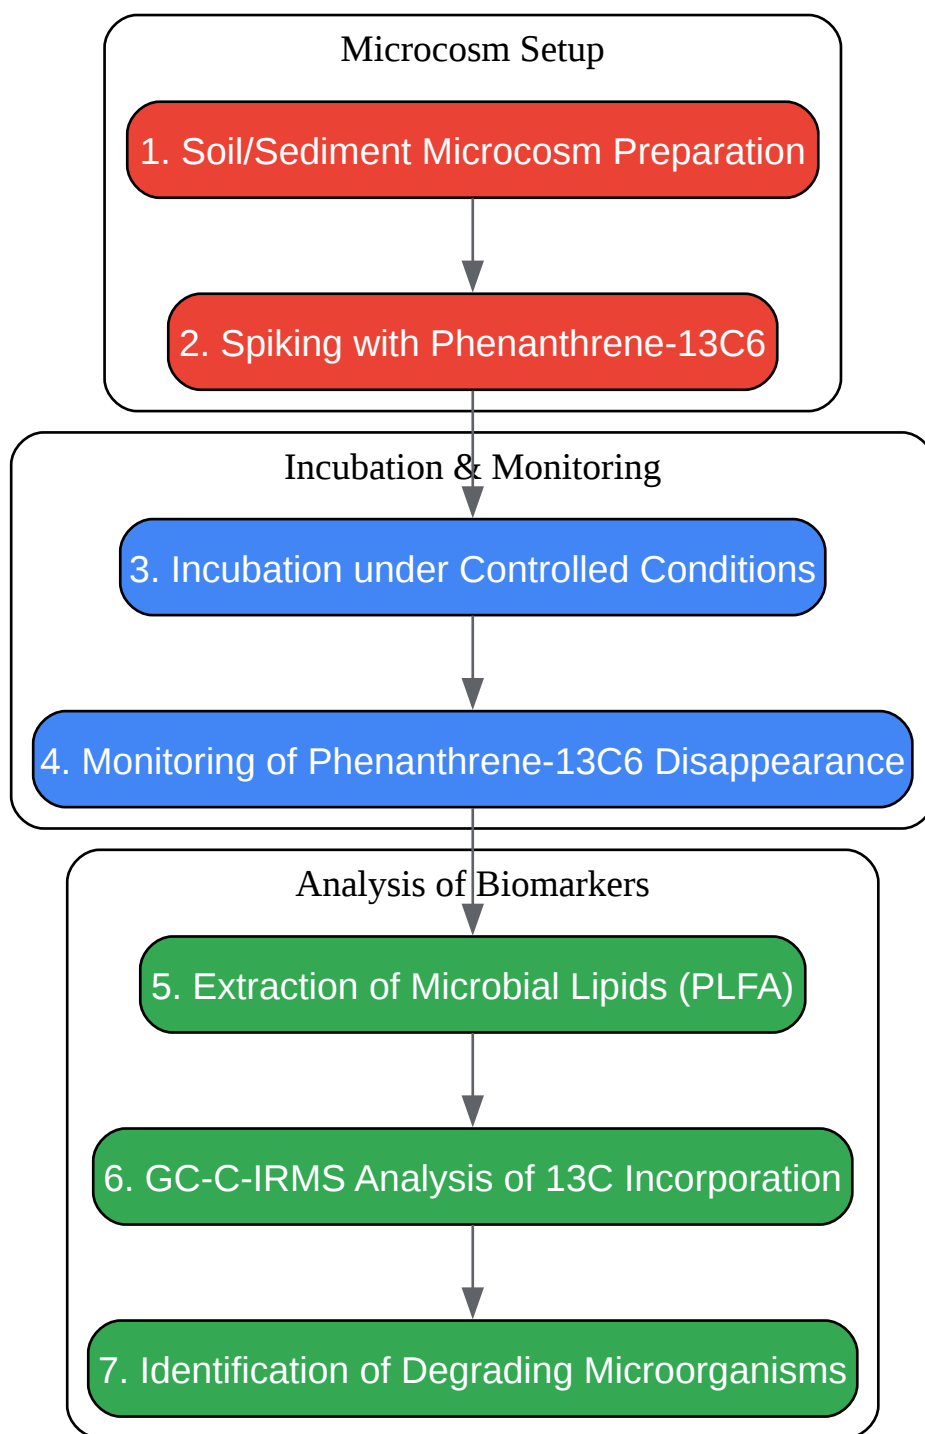 Microcosm Setup
1. Soil/Sediment Microcosm Preparation
2. Spiking with Phenanthrene-13C6
Incubation & Monitoring
3. Incubation under Controlled Conditions
4. Monitoring of Phenanthrene-13C6 Disappearance
Analysis of Biomarkers
5. Extraction of Microbial Lipids (PLFA)
6. GC-C-IRMS Analysis of 13C Incorporation
7. Identification of Degrading Microorganisms